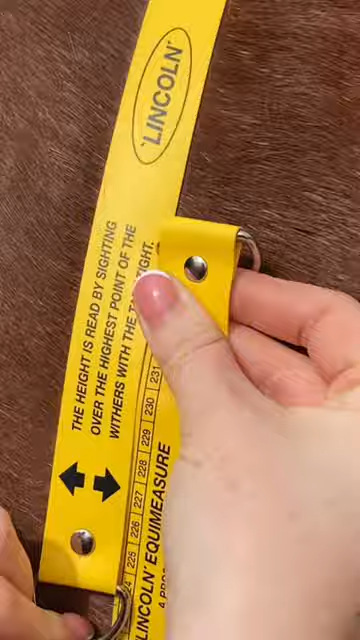 'LINCOLN'
THE HEIGHT IS READ BY SIGHTING
OVER THE HIGHEST POINT OF THE
WITHERS WITH THE
231
230
229
228
227
226
225
LINCOLN' EQUIMEASURE